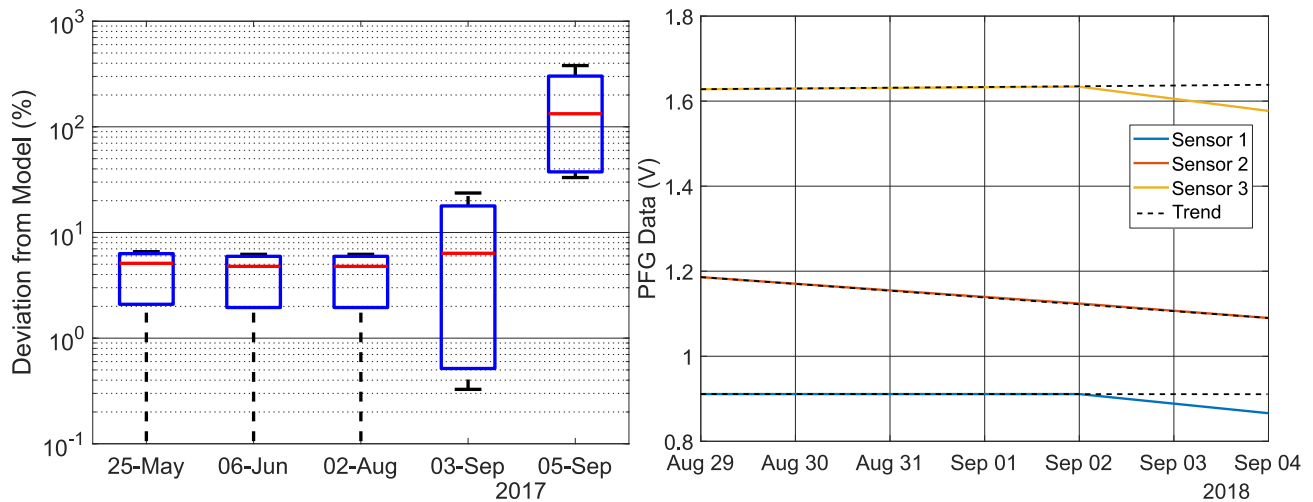 Deviation from Model (%)
10³
10²
10¹
10⁰
10⁻¹
25-May 06-Jun 02-Aug 03-Sep 05-Sep
2017
PFG Data (V)
1.8
1.6
1.4
1.2
1
0.8
Sensor 1
Sensor 2
Sensor 3
Trend
Aug 29 Aug 30 Aug 31 Sep 01 Sep 02 Sep 03 Sep 04
2018